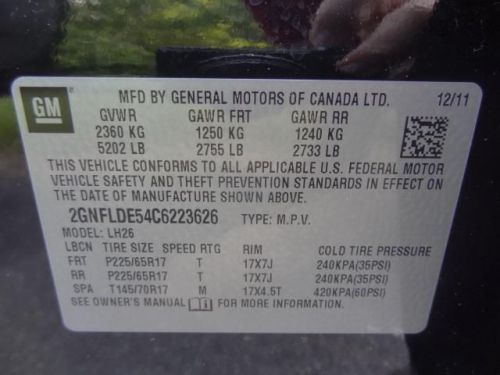 GM
MFD BY GENERAL MOTORS OF CANADA LTD. 12/11
GVWR GAWR FRT GAWR RR
2360 KG 1250 KG 1240 KG
5202 LB 2755 LB 2733 LB
THIS VEHICLE CONFORMS TO ALL APPLICABLE U.S. FEDERAL MOTOR
VEHICLE SAFETY AND THEFT PREVENTION STANDARDS IN EFFECT ON
THE DATE OF MANUFACTURE SHOWN ABOVE.
2GNFLDE54C6223626 TYPE: M.P.V.
MODEL: LH26
LBCN TIRE SIZE SPEED RTG RIM COLD TIRE PRESSURE
FRT P225/65R17 T 17X7J 240KPA(35PSI)
RR P225/65R17 T 17X7J 240KPA(35PSI)
SPA T145/70R17 M 17X4.5T 420KPA(60PSI)
SEE OWNER'S MANUAL FOR MORE INFORMATION.